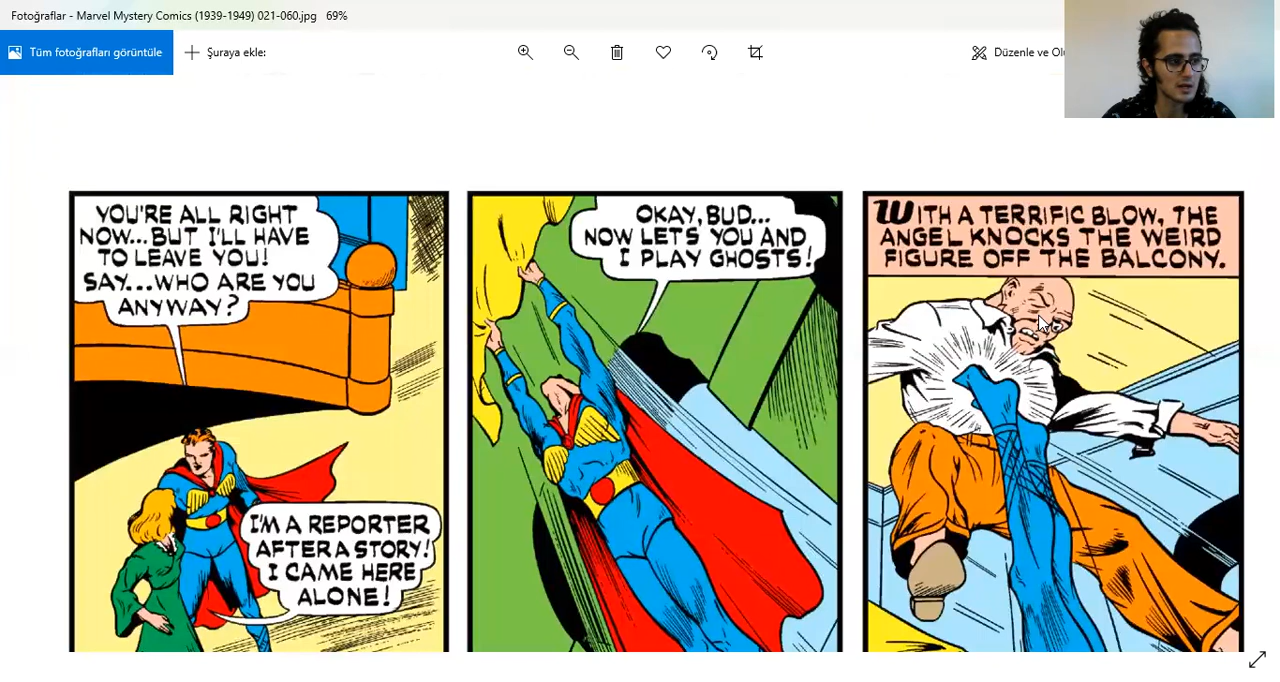 Fotoğraflar - Marvel Mystery Comics (1939-1949) 021-060.jpg   69%
Tüm fotoğrafları görüntüle
Şuraya ekle:
Düzenle ve Olu
YOU'RE ALL RIGHT
NOW...BUT I'LL HAVE
TO LEAVE YOU!
SAY...WHO ARE YOU
ANYWAY?
I'M A REPORTER
AFTER A STORY!
I CAME HERE
ALONE!
OKAY, BUD...
NOW LETS YOU AND
I PLAY GHOSTS!
WITH A TERRIFIC BLOW, THE
ANGEL KNOCKS THE WEIRD
FIGURE OFF THE BALCONY.